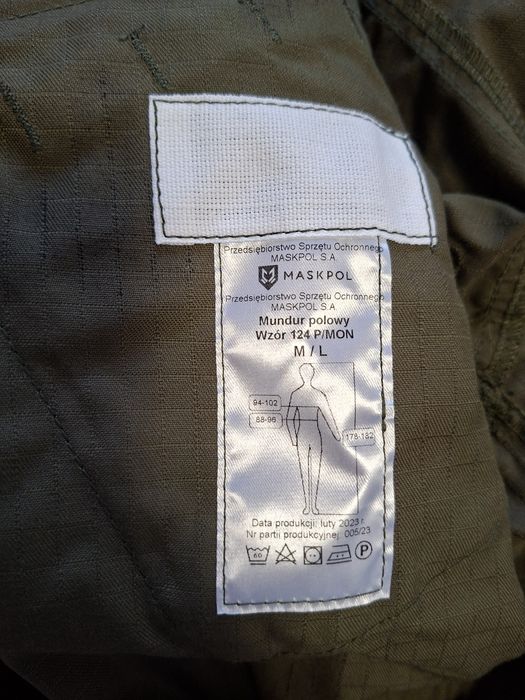 Przedsiębiorstwo Sprzętu Ochronnego
MASKPOL S.A
MASKPOL
Przedsiębiorstwo Sprzętu Ochronnego
MASKPOL S.A
Mundur polowy
Wzór 124 P/MON
M / L
94-102
88-96
178-182
Data produkcji: luty 2023 r.
Nr partii produkcyjnej: 005/23
60
P